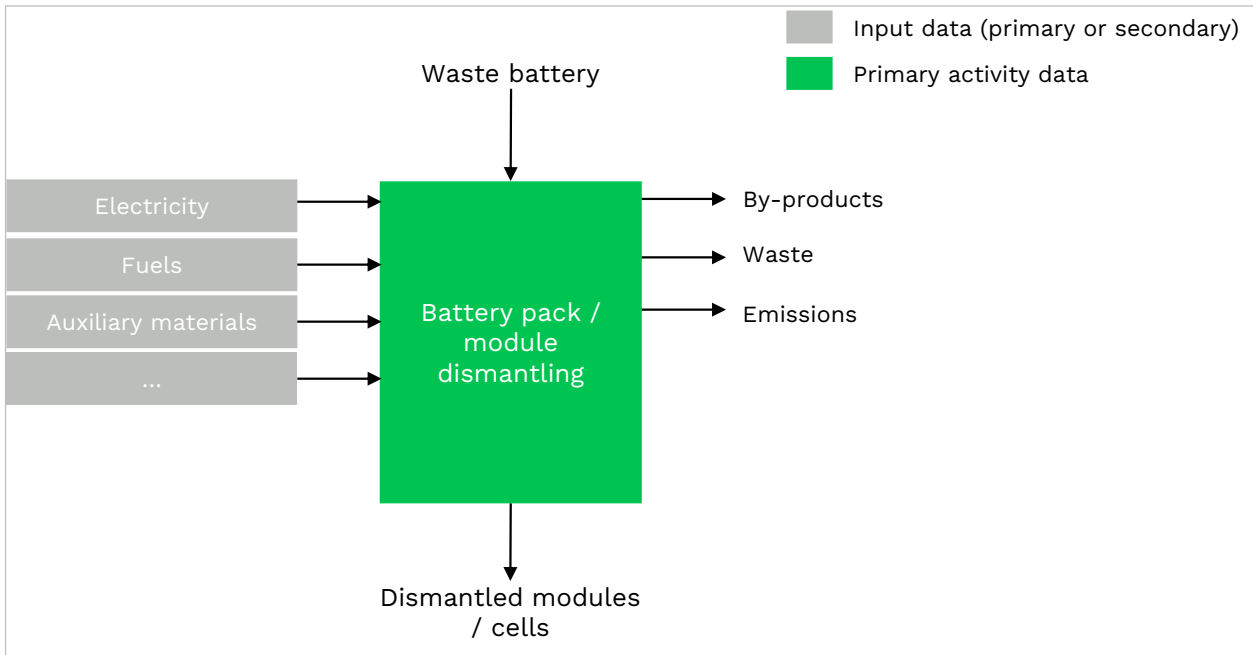 Input data (primary or secondary)
Primary activity data
Waste battery
Electricity
Fuels
Auxiliary materials
...
Battery pack /
module
dismantling
By-products
Waste
Emissions
Dismantled modules
/ cells